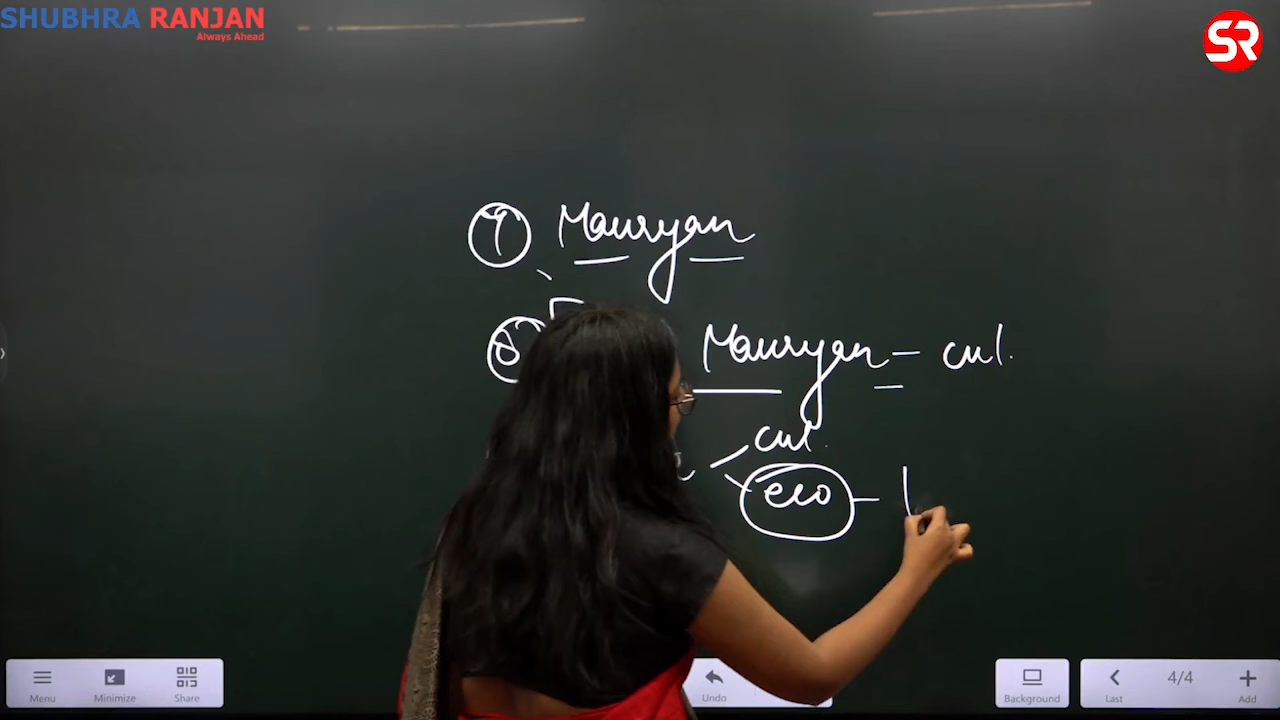 SHUBHRA RANJAN
Always Ahead
SR
7 Mauryan
8 Mauryan - cul.
cul.
eco -
Menu
Minimize
Share
Undo
Background
Last
4/4
Add